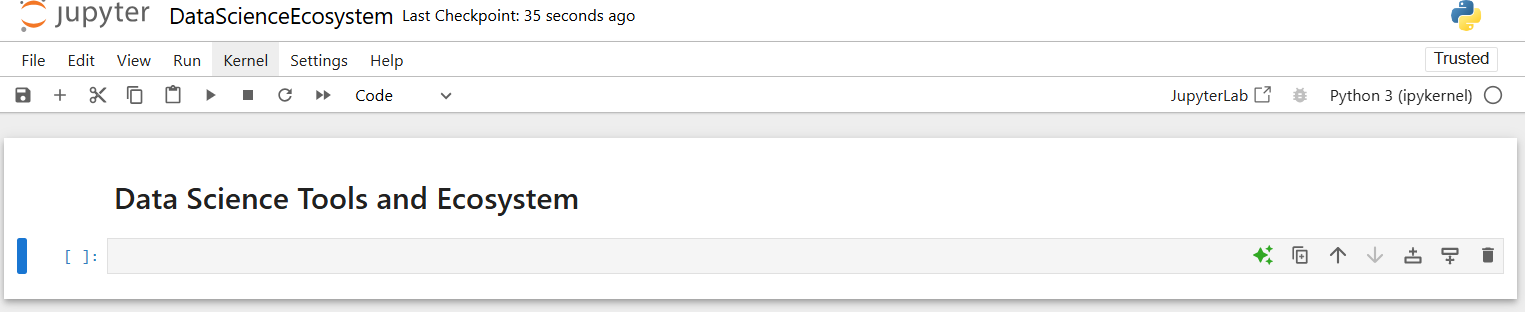 jupyter DataScienceEcosystem Last Checkpoint: 35 seconds ago
File Edit View Run Kernel Settings Help Trusted
Code JupyterLab Python 3 (ipykernel)
Data Science Tools and Ecosystem
[ ]: